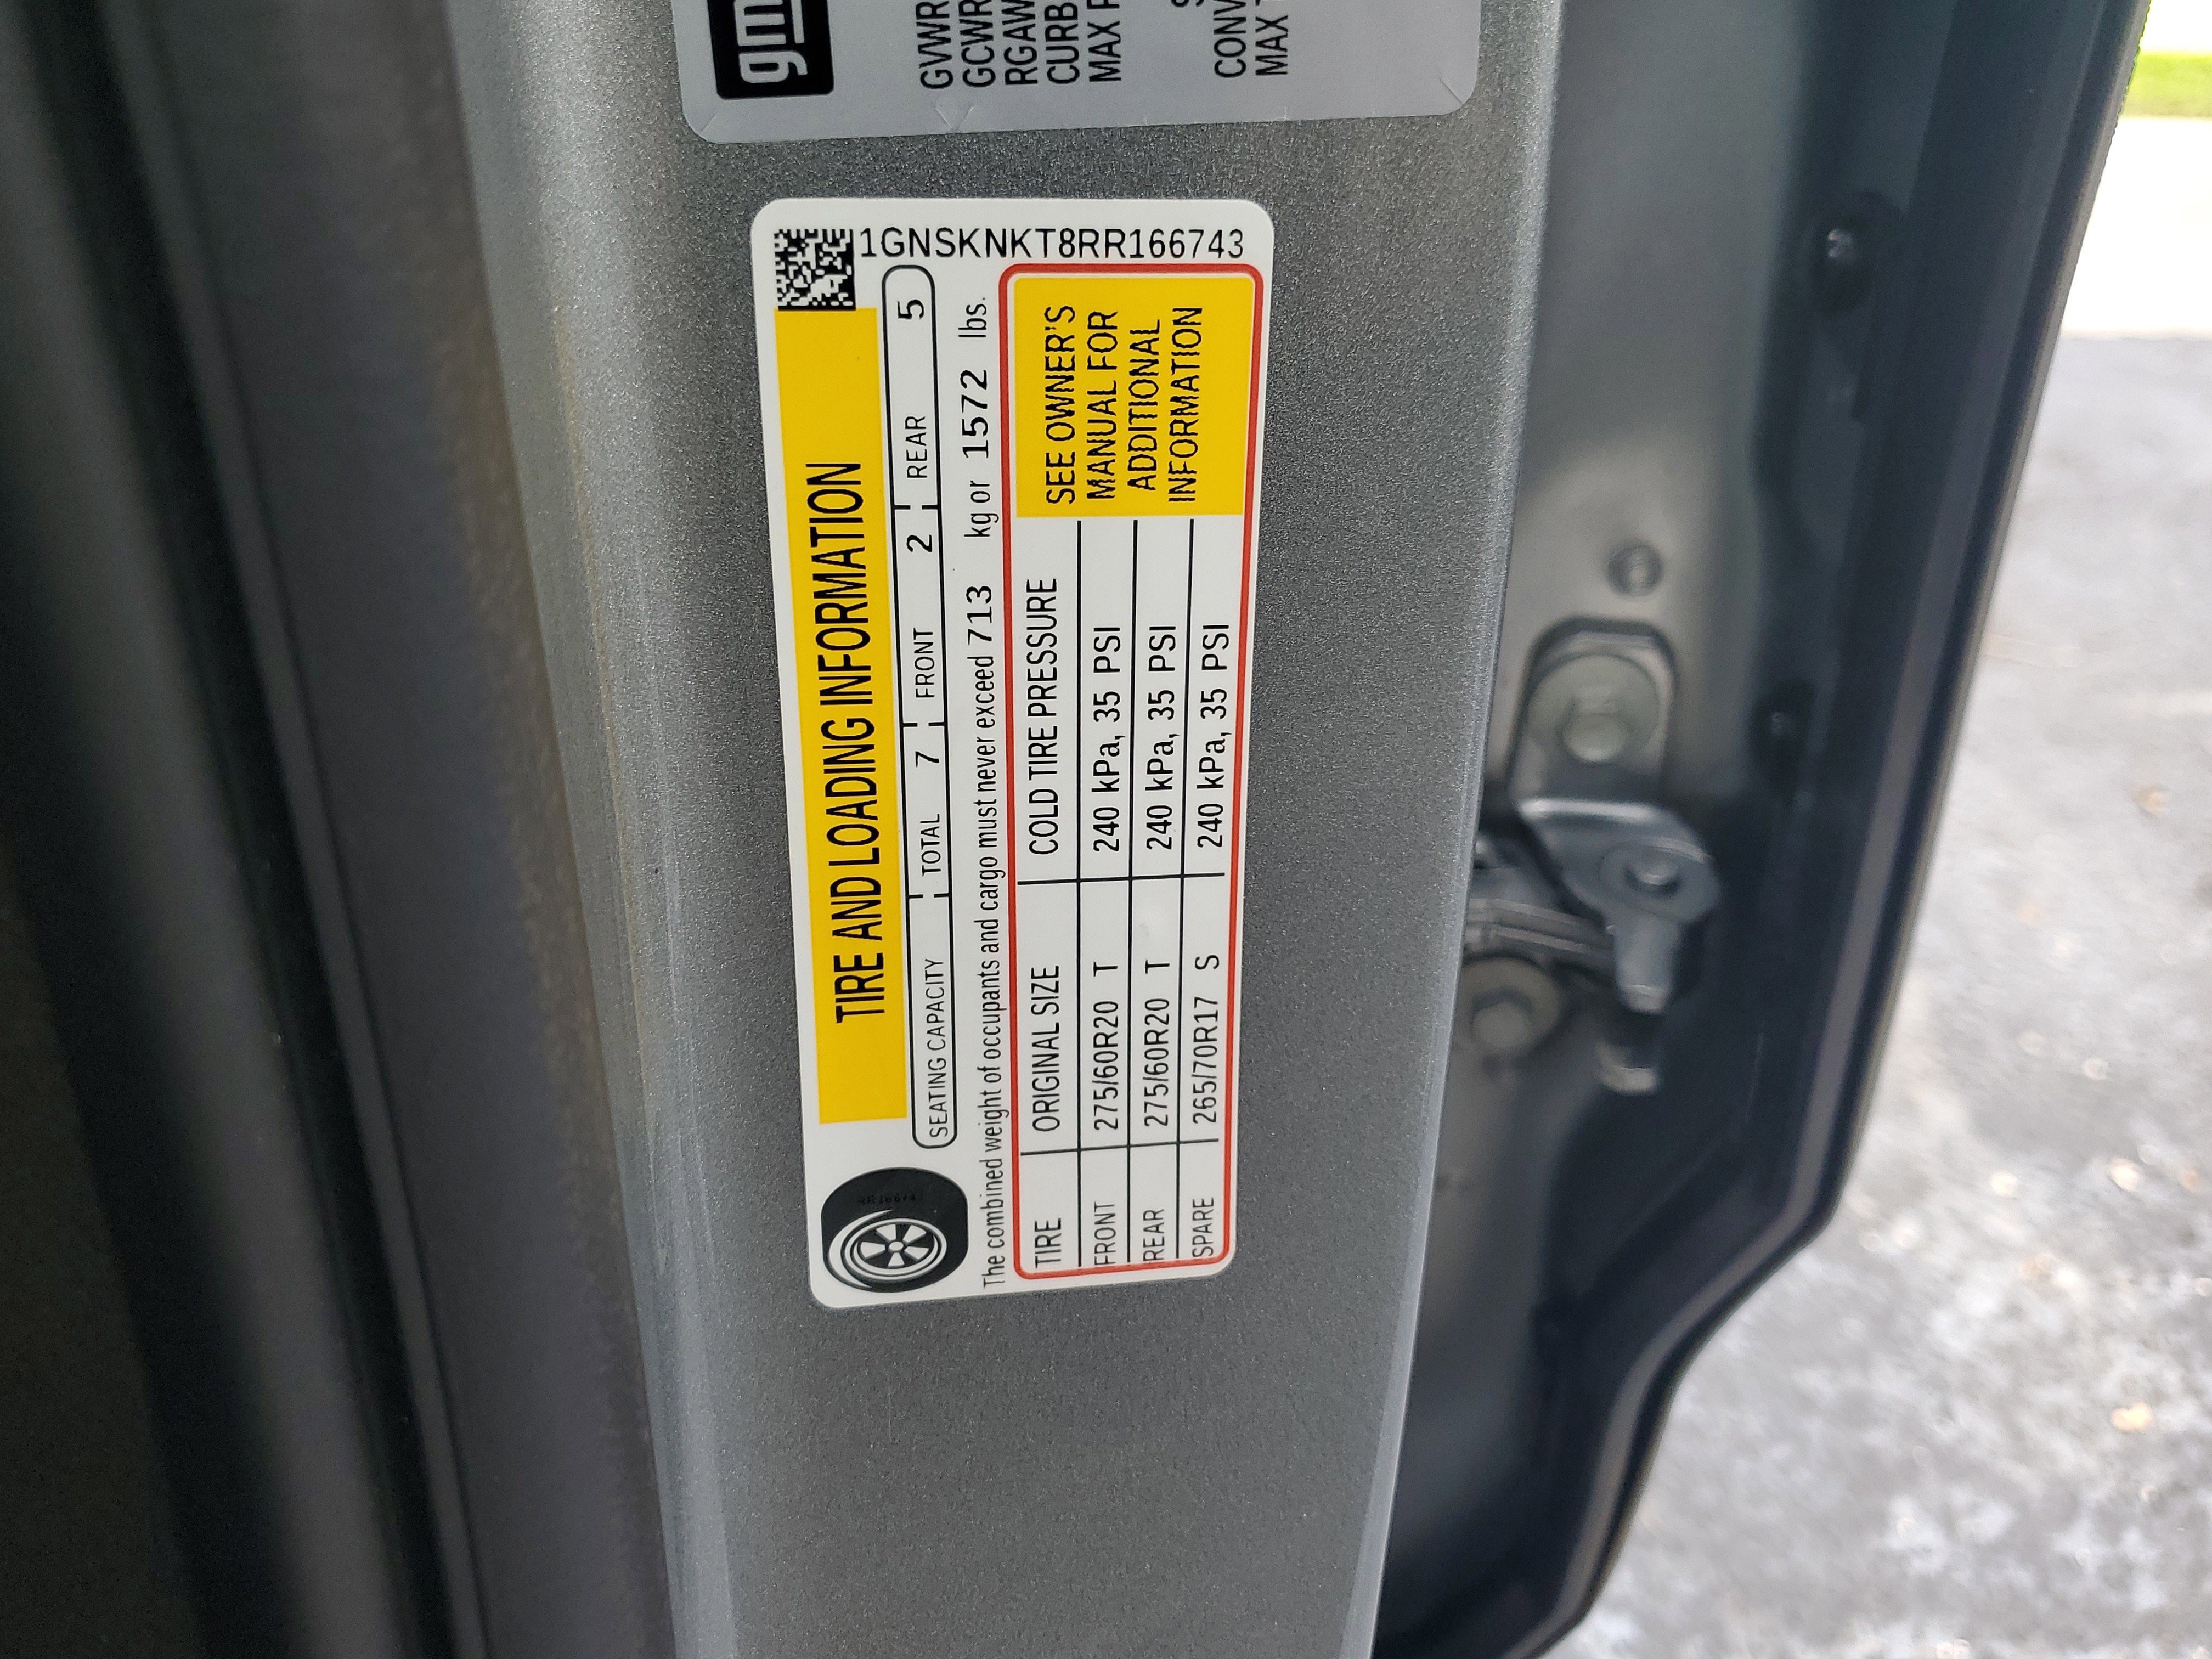 gm
GVWR
GCWR
RGAW
CURB
MAX
CONV
MAX
1GNSKNKT8RR166743
TIRE AND LOADING INFORMATION
SEATING CAPACITY TOTAL 7 FRONT 2 REAR 5
The combined weight of occupants and cargo must never exceed 713 kg or 1572 lbs.
TIRE ORIGINAL SIZE COLD TIRE PRESSURE
FRONT 275/60R20 T 240 kPa, 35 PSI
REAR 275/60R20 T 240 kPa, 35 PSI
SPARE 265/70R17 S 240 kPa, 35 PSI
SEE OWNER'S
MANUAL FOR
ADDITIONAL
INFORMATION